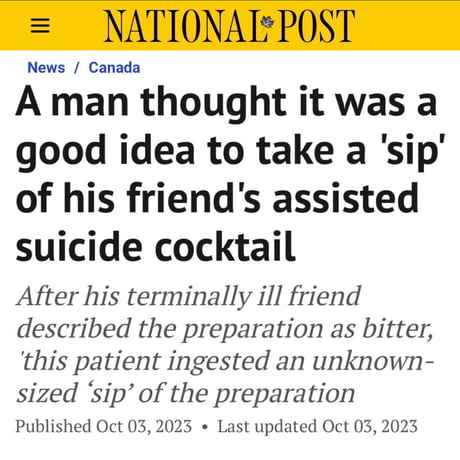 NATIONAL POST
News / Canada
A man thought it was a
good idea to take a 'sip'
of his friend's assisted
suicide cocktail
After his terminally ill friend
described the preparation as bitter,
'this patient ingested an unknown-
sized ‘sip’ of the preparation
Published Oct 03, 2023 • Last updated Oct 03, 2023